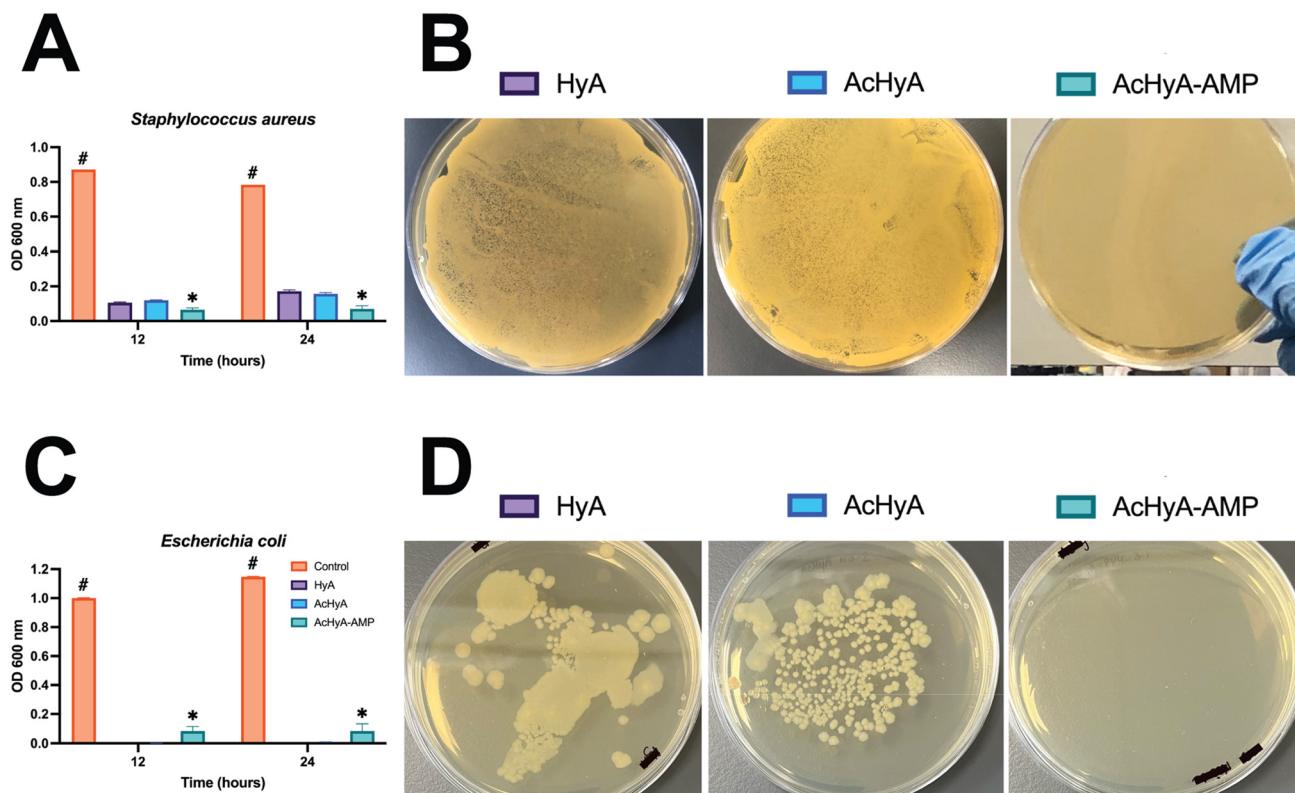 A
Staphylococcus aureus
1.0
0.8
0.6
0.4
0.2
0.0
OD 600 nm
#
*
#
*
12
24
Time (hours)
B
HyA
AcHyA
AcHyA-AMP
C
Escherichia coli
1.2
1.0
0.8
0.6
0.4
0.2
0.0
OD 600 nm
#
*
#
*
Control
HyA
AcHyA
AcHyA-AMP
12
24
Time (hours)
D
HyA
AcHyA
AcHyA-AMP